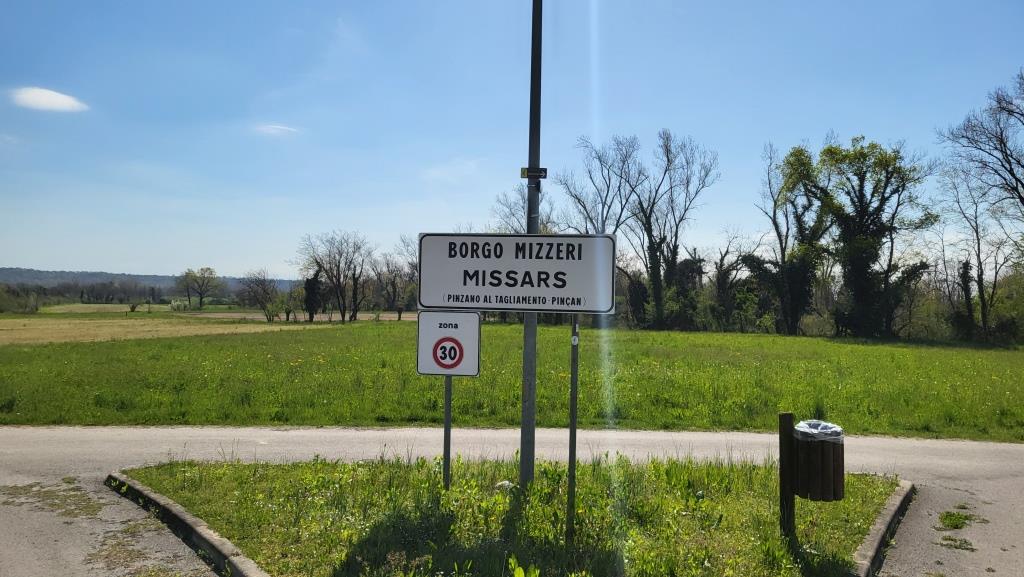 BORGO MIZZERI
MISSARS
(PINZANO AL TAGLIAMENTO-PINÇAN)
zona
30